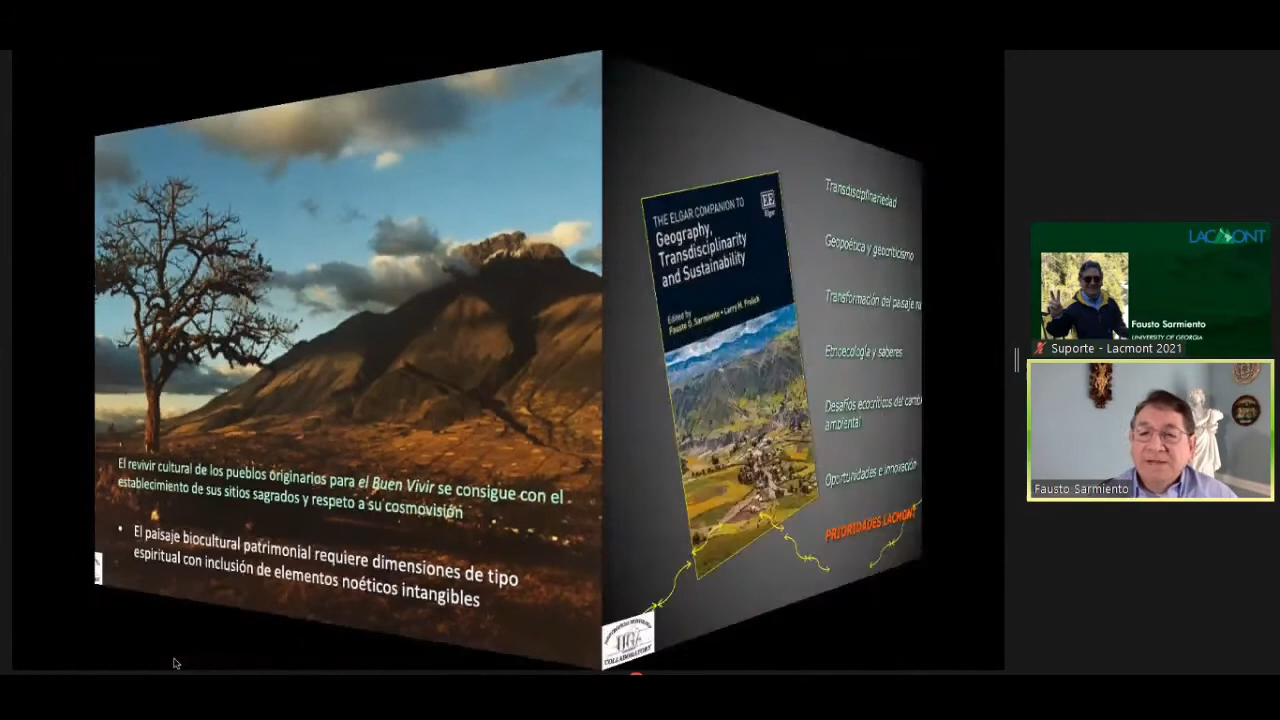 El revivir cultural de los pueblos originarios para el Buen Vivir se consigue con el
establecimiento de sus sitios sagrados y respeto a su cosmovisión
• El paisaje biocultural patrimonial requiere dimensiones de tipo
espiritual con inclusión de elementos noéticos intangibles
THE ELGAR COMPANION TO
Geography,
Transdisciplinarity
and Sustainability
EE
Elgar
Edited by
Fausto O. Sarmiento • Larry M. Frolich
Transdisciplinariedad
Geopoética y geocriticismo
Transformación del paisaje
Etnoecología y saberes
Desafíos ecocríticos del
ambiental
Oportunidades e innovación
PRIORIDADES LACMONT
COLLABORATORY
LACMONT
Fausto Sarmiento
UNIVERSITY OF GEORGIA
Suporte - Lacmont 2021
Fausto Sarmiento